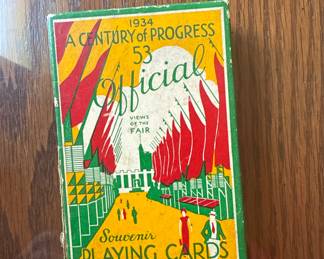 1934
A CENTURY of PROGRESS
53
Official
VIEWS
OF THE
FAIR
Souvenir
PLAYING CARDS